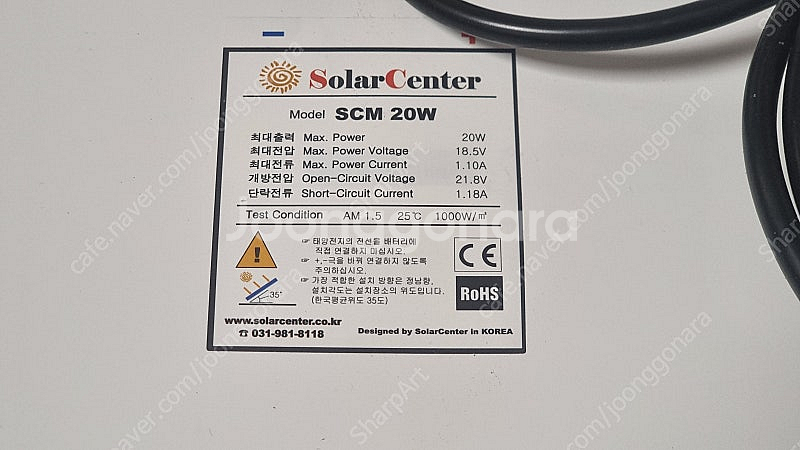 - +
SolarCenter
Model SCM 20W
최대출력 Max. Power 20W
최대전압 Max. Power Voltage 18.5V
최대전류 Max. Power Current 1.10A
개방전압 Open-Circuit Voltage 21.8V
단락전류 Short-Circuit Current 1.18A
Test Condition AM 1.5 25℃ 1000W/㎡
☞ 태양전지의 전선을 배터리에
직접 연결하지 마십시오.
☞ +,-극을 바꿔 연결하지 않도록
주의하십시오.
☞ 가장 적합한 설치 방향은 정남향,
설치각도는 설치장소의 위도입니다.
(한국평균위도 35도)
35°
CE
RoHS
www.solarcenter.co.kr
☎ 031-981-8118
Designed by SolarCenter in KOREA
Joonggonara
cafe.naver.com/joonggonara
SharpArt